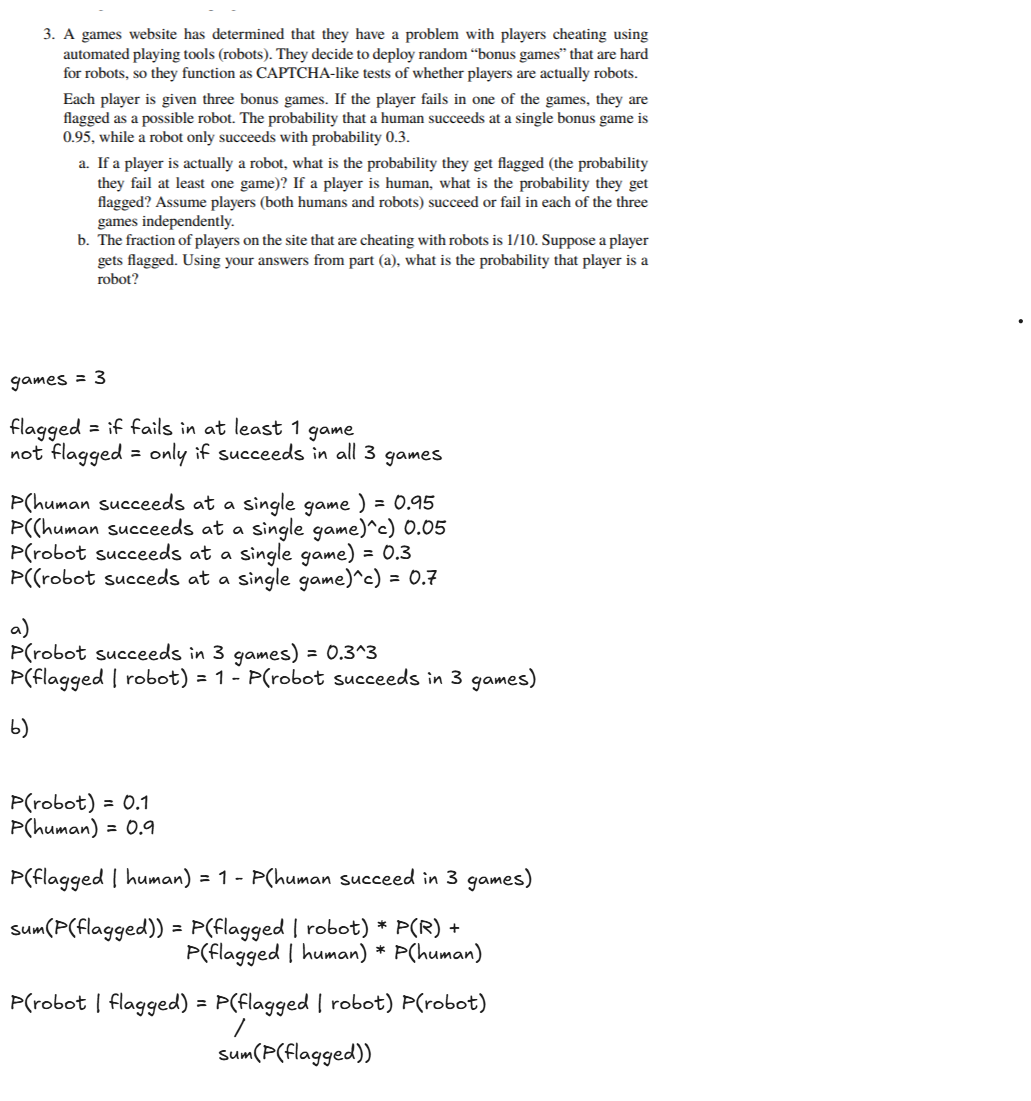 3. A games website has determined that they have a problem with players cheating using
automated playing tools (robots). They decide to deploy random “bonus games” that are hard
for robots, so they function as CAPTCHA-like tests of whether players are actually robots.
Each player is given three bonus games. If the player fails in one of the games, they are
flagged as a possible robot. The probability that a human succeeds at a single bonus game is
0.95, while a robot only succeeds with probability 0.3.
a. If a player is actually a robot, what is the probability they get flagged (the probability
they fail at least one game)? If a player is human, what is the probability they get
flagged? Assume players (both humans and robots) succeed or fail in each of the three
games independently.
b. The fraction of players on the site that are cheating with robots is 1/10. Suppose a player
gets flagged. Using your answers from part (a), what is the probability that player is a
robot?
games = 3
flagged = if fails in at least 1 game
not flagged = only if succeeds in all 3 games
P(human succeeds at a single game ) = 0.95
P((human succeeds at a single game)^c) 0.05
P(robot succeeds at a single game) = 0.3
P((robot succeds at a single game)^c) = 0.7
a)
P(robot succeeds in 3 games) = 0.3^3
P(flagged | robot) = 1 - P(robot succeeds in 3 games)
b)
P(robot) = 0.1
P(human) = 0.9
P(flagged | human) = 1 - P(human succeed in 3 games)
sum(P(flagged)) = P(flagged | robot) * P(R) +
P(flagged | human) * P(human)
P(robot | flagged) = P(flagged | robot) P(robot)
/
sum(P(flagged))